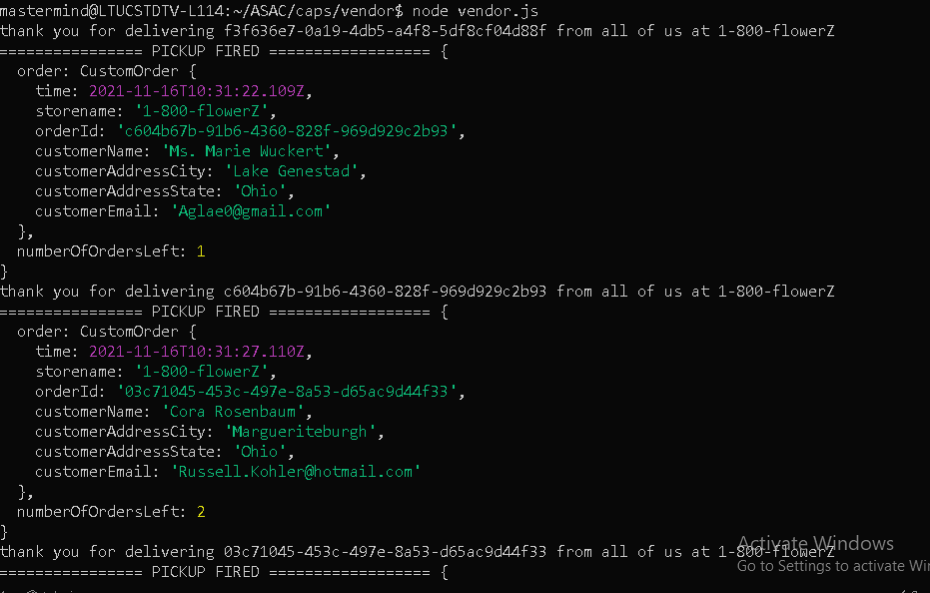 mastermind@LTUCSTDTV-L114:~/ASAC/caps/vendor$ node vendor.js
thank you for delivering f3f636e7-0a19-4db5-a4f8-5df8cf04d88f from all of us at 1-800-flowerZ
================ PICKUP FIRED ================== {
  order: CustomOrder {
    time: 2021-11-16T10:31:22.109Z,
    storename: '1-800-flowerZ',
    orderId: 'c604b67b-91b6-4360-828f-969d929c2b93',
    customerName: 'Ms. Marie Wuckert',
    customerAddressCity: 'Lake Genestad',
    customerAddressState: 'Ohio',
    customerEmail: 'Aglae0@gmail.com'
  },
  numberOfOrdersLeft: 1
}
thank you for delivering c604b67b-91b6-4360-828f-969d929c2b93 from all of us at 1-800-flowerZ
================ PICKUP FIRED ================== {
  order: CustomOrder {
    time: 2021-11-16T10:31:27.110Z,
    storename: '1-800-flowerZ',
    orderId: '03c71045-453c-497e-8a53-d65ac9d44f33',
    customerName: 'Cora Rosenbaum',
    customerAddressCity: 'Margueriteburgh',
    customerAddressState: 'Ohio',
    customerEmail: 'Russell.Kohler@hotmail.com'
  },
  numberOfOrdersLeft: 2
}
thank you for delivering 03c71045-453c-497e-8a53-d65ac9d44f33 from all of us at 1-800-flowerZ
================ PICKUP FIRED ================== {
Activate Windows
Go to Settings to activate